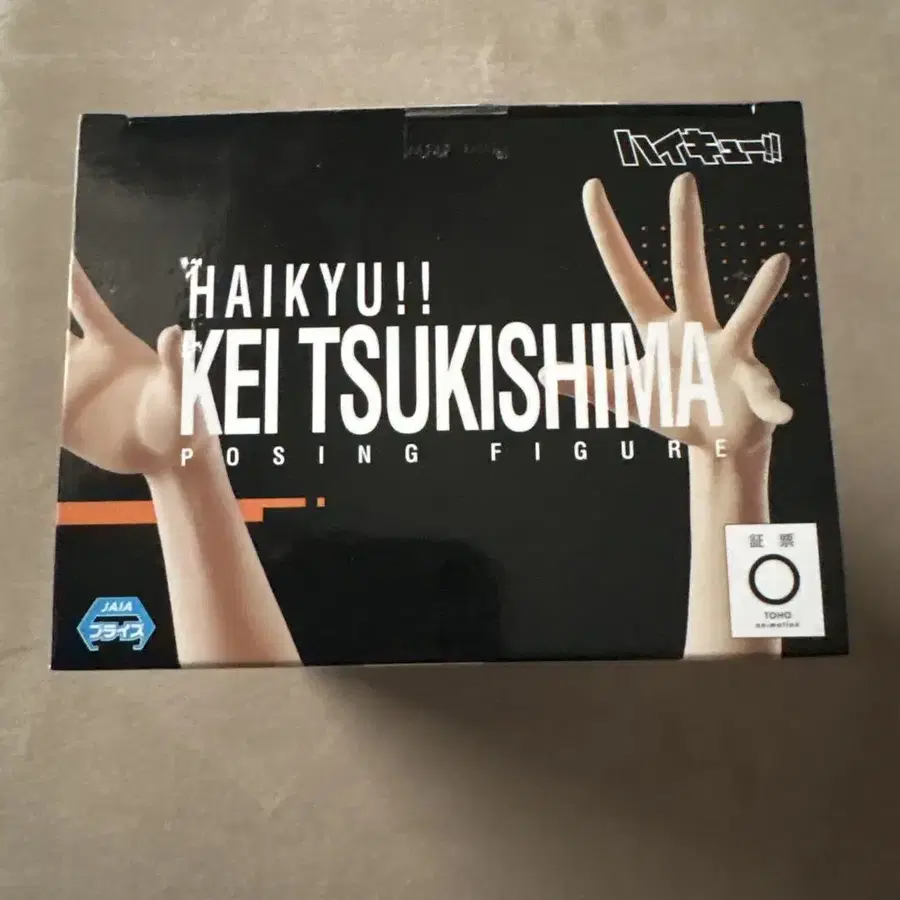 ハイキュー!!
HAIKYU!!
KEI TSUKISHIMA
POSING FIGURE
証票
TOHO
animation
JAIA
プライズ